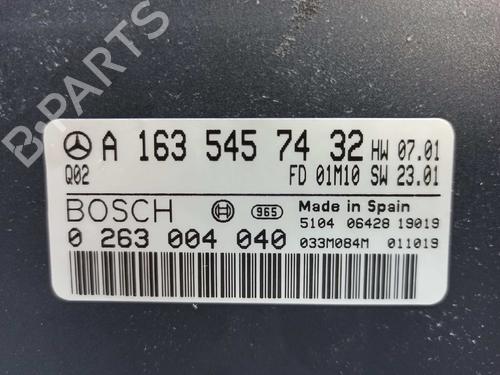 B-PARTS
A 163 545 74 32 HW 07.01
Q02 FD 01M10 SW 23.01
BOSCH 965 Made in Spain
5104 06428 19019
0 263 004 040 033M084M 011019